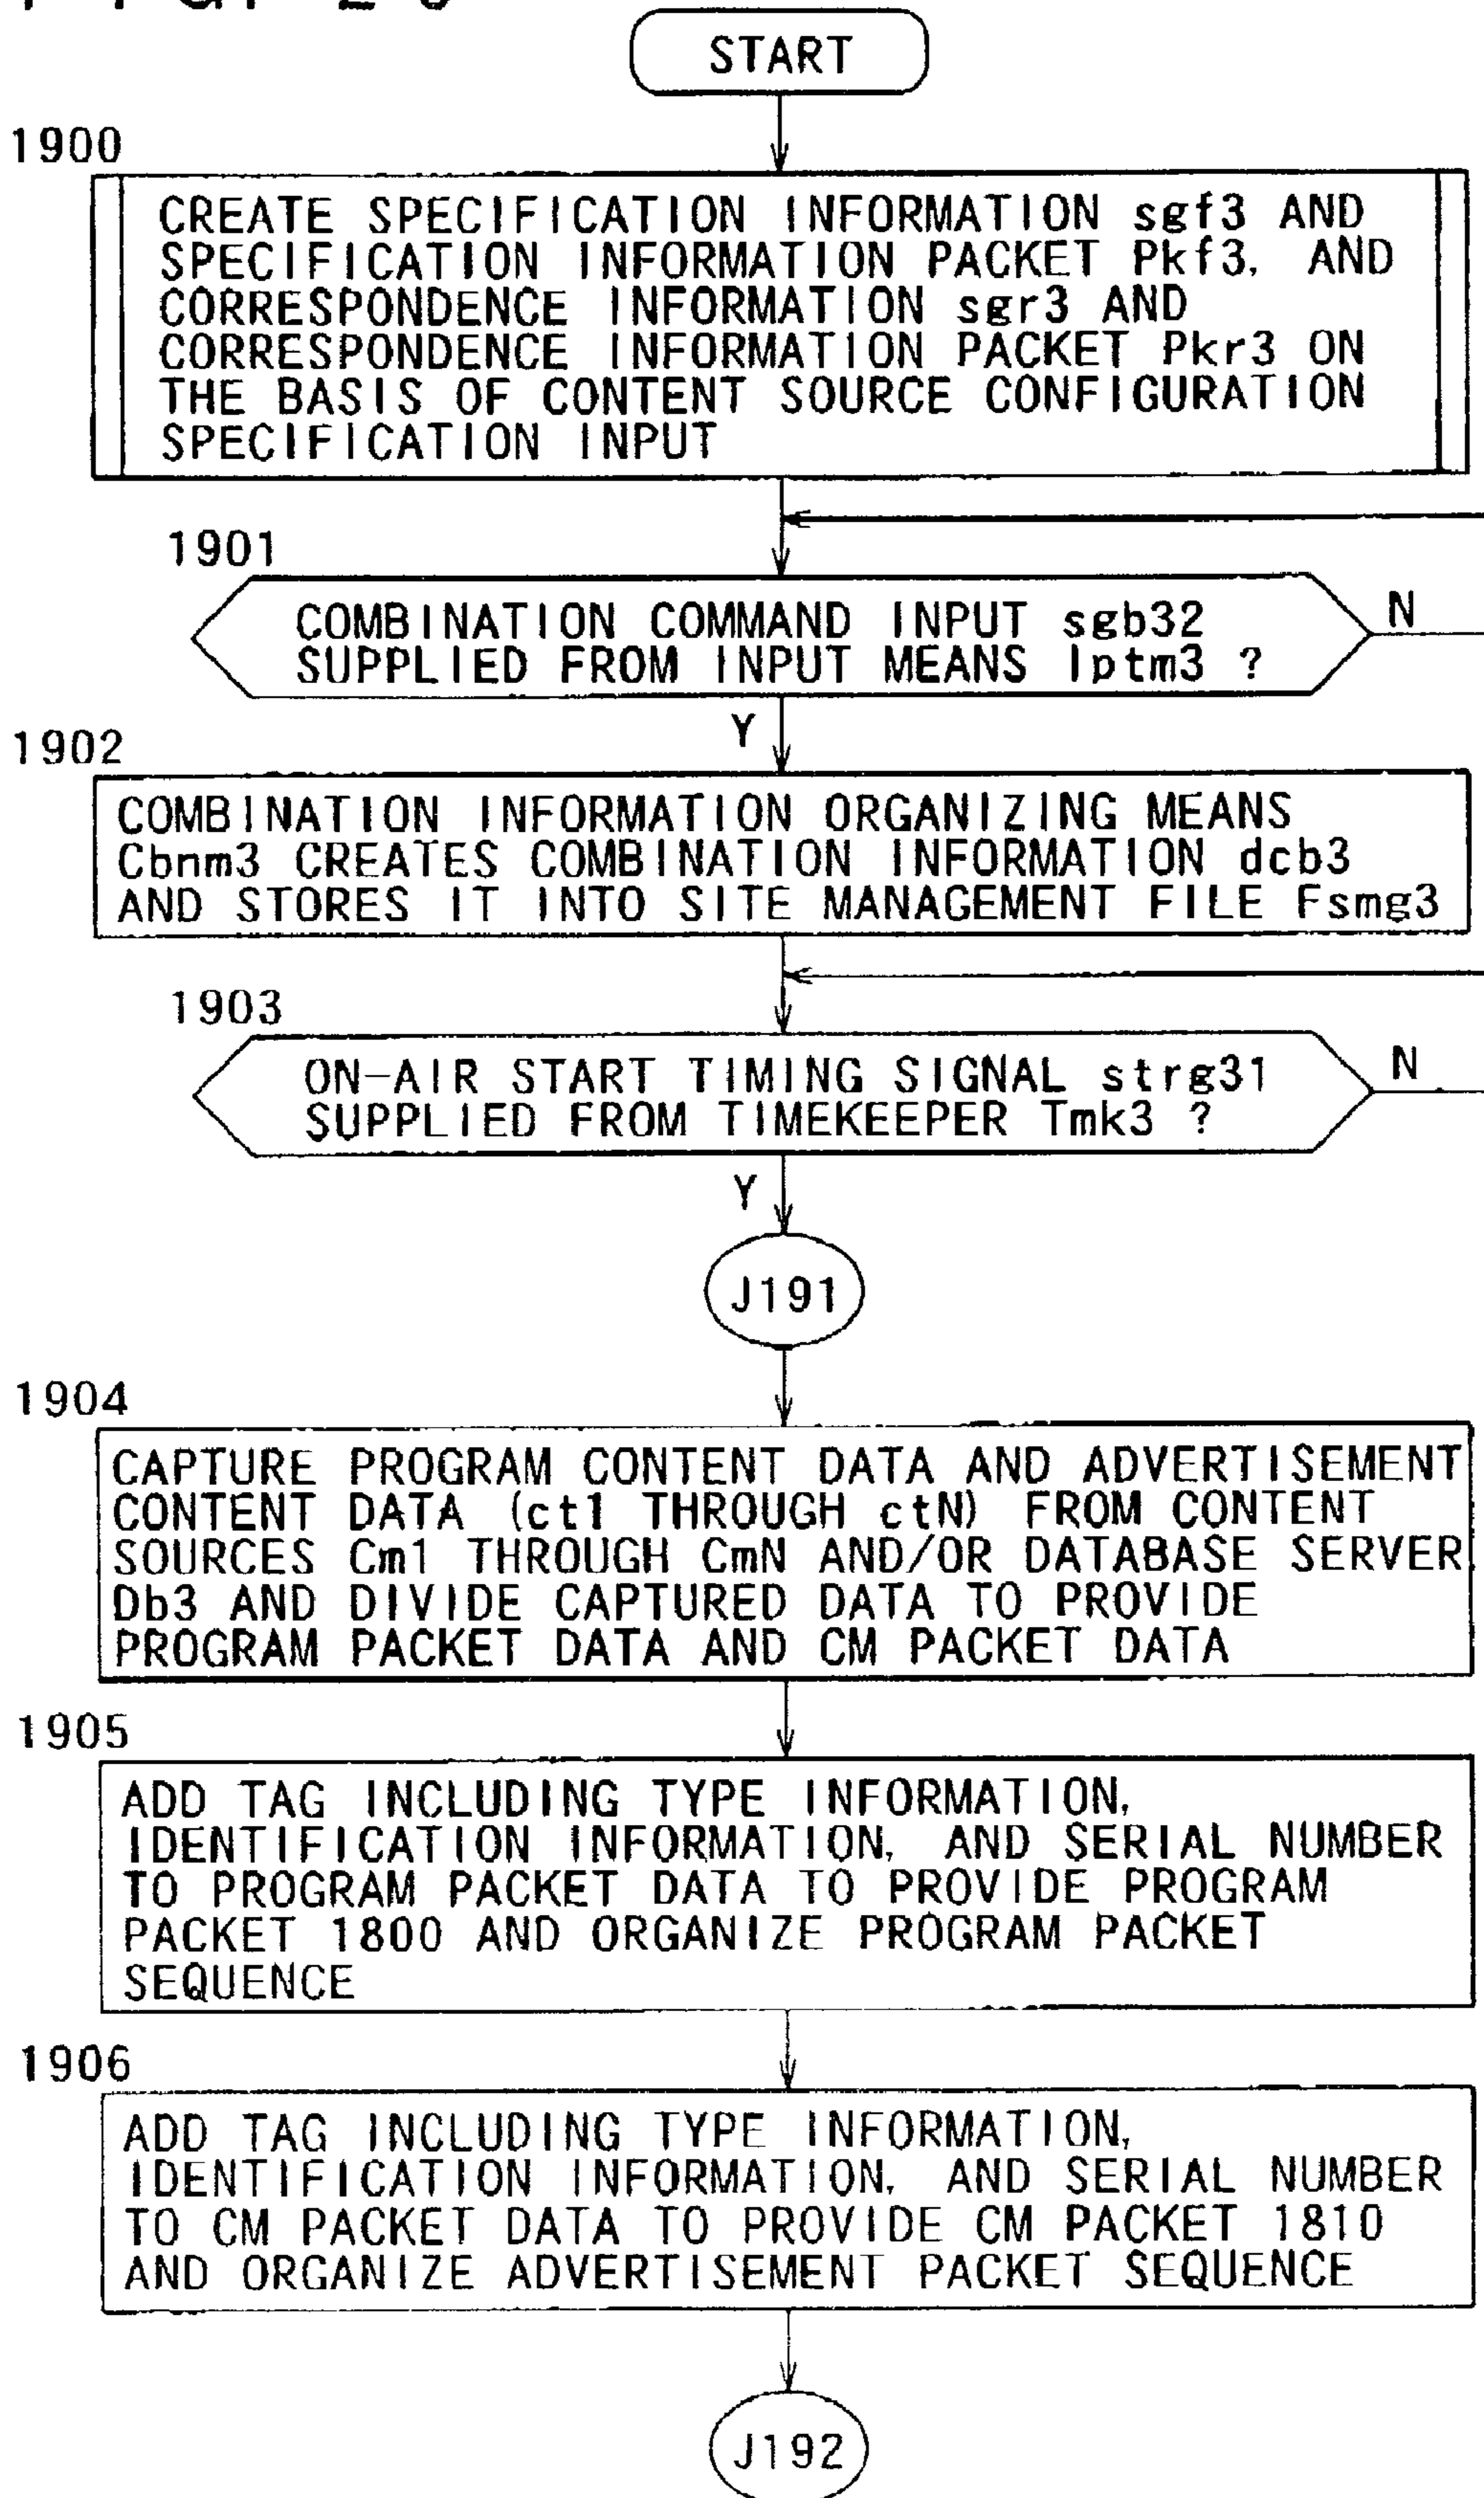 START
1900
CREATE SPECIFICATION INFORMATION sgf3 AND
SPECIFICATION INFORMATION PACKET Pkf3, AND
CORRESPONDENCE INFORMATION sgr3 AND
CORRESPONDENCE INFORMATION PACKET Pkr3 ON
THE BASIS OF CONTENT SOURCE CONFIGURATION
SPECIFICATION INPUT
1901
COMBINATION COMMAND INPUT sgb32
SUPPLIED FROM INPUT MEANS Iptm3 ?
N
Y
1902
COMBINATION INFORMATION ORGANIZING MEANS
Cbnm3 CREATES COMBINATION INFORMATION dcb3
AND STORES IT INTO SITE MANAGEMENT FILE Fsmg3
1903
ON-AIR START TIMING SIGNAL strg31
SUPPLIED FROM TIMEKEEPER Tmk3 ?
N
Y
J191
1904
CAPTURE PROGRAM CONTENT DATA AND ADVERTISEMENT
CONTENT DATA (ct1 THROUGH ctN) FROM CONTENT
SOURCES Cm1 THROUGH CmN AND/OR DATABASE SERVER
Db3 AND DIVIDE CAPTURED DATA TO PROVIDE
PROGRAM PACKET DATA AND CM PACKET DATA
1905
ADD TAG INCLUDING TYPE INFORMATION,
IDENTIFICATION INFORMATION, AND SERIAL NUMBER
TO PROGRAM PACKET DATA TO PROVIDE PROGRAM
PACKET 1800 AND ORGANIZE PROGRAM PACKET
SEQUENCE
1906
ADD TAG INCLUDING TYPE INFORMATION,
IDENTIFICATION INFORMATION, AND SERIAL NUMBER
TO CM PACKET DATA TO PROVIDE CM PACKET 1810
AND ORGANIZE ADVERTISEMENT PACKET SEQUENCE
J192